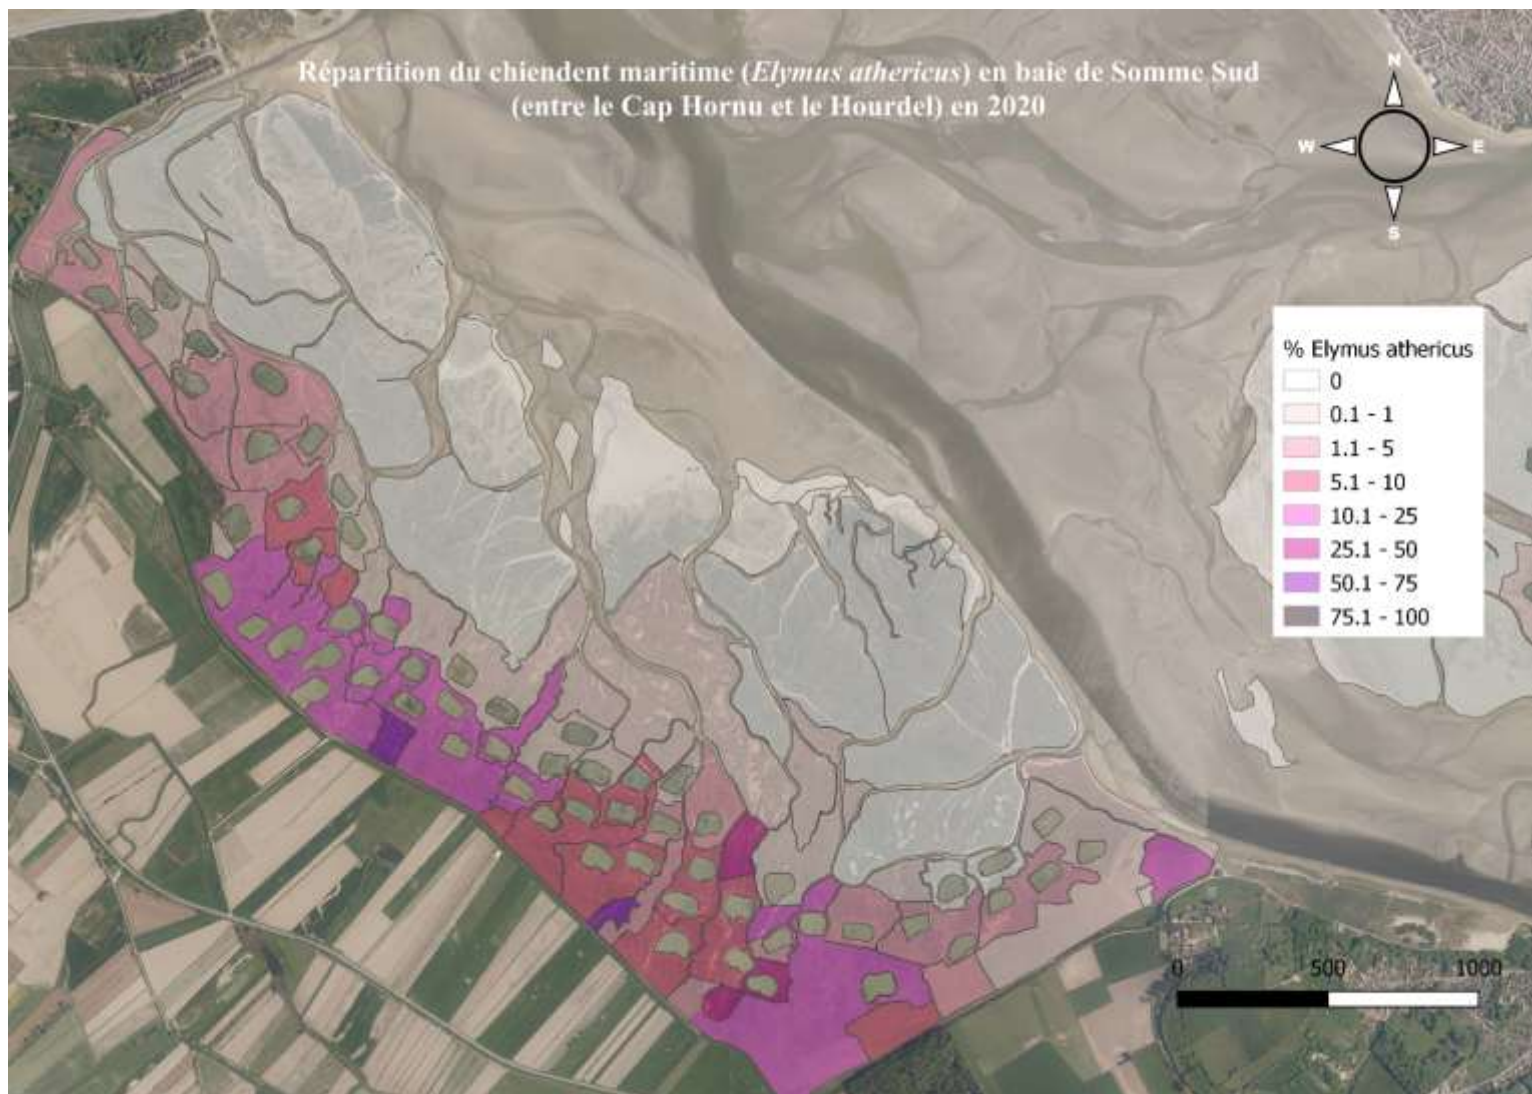 Répartition du chiendent maritime (Elymus athericus) en baie de Somme Sud
(entre le Cap Hornu et le Hourdel) en 2020
N
W E
S
% Elymus athericus
0
0.1 - 1
1.1 - 5
5.1 - 10
10.1 - 25
25.1 - 50
50.1 - 75
75.1 - 100
0 500 1000